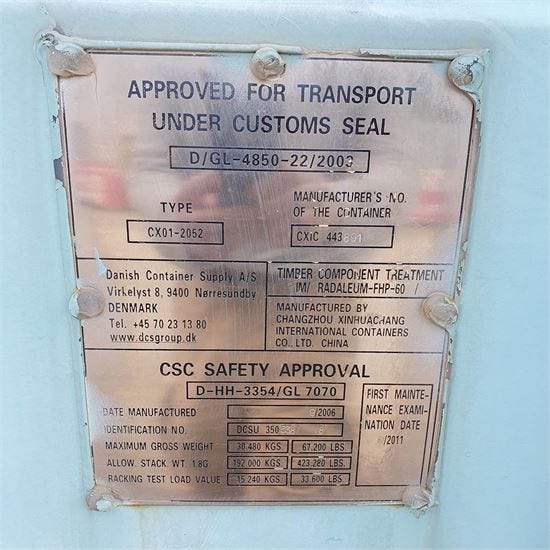 APPROVED FOR TRANSPORT
UNDER CUSTOMS SEAL
D/GL-4850-22/2003
TYPE
CX01-2052
MANUFACTURER'S NO.
OF THE CONTAINER
CXIC 443
Danish Container Supply A/S
Virkelyst 8, 9400 Nørresundby
DENMARK
Tel. +45 70 23 13 80
www.dcsgroup.dk
TIMBER COMPONENT TREATMENT
IM/ RADALEUM-FHP-60 /
MANUFACTURED BY
CHANGZHOU XINHUACHANG
INTERNATIONAL CONTAINERS
CO., LTD. CHINA
CSC SAFETY APPROVAL
D-HH-3354/GL 7070
DATE MANUFACTURED 9/2006
IDENTIFICATION NO. DCSU 350
MAXIMUM GROSS WEIGHT 30.480 KGS. 67.200 LBS.
ALLOW. STACK. WT. 1.8G 192.000 KGS. 423.280 LBS.
RACKING TEST LOAD VALUE 15.240 KGS. 33.600 LBS.
FIRST MAINTE-
NANCE EXAMI-
NATION DATE
/2011